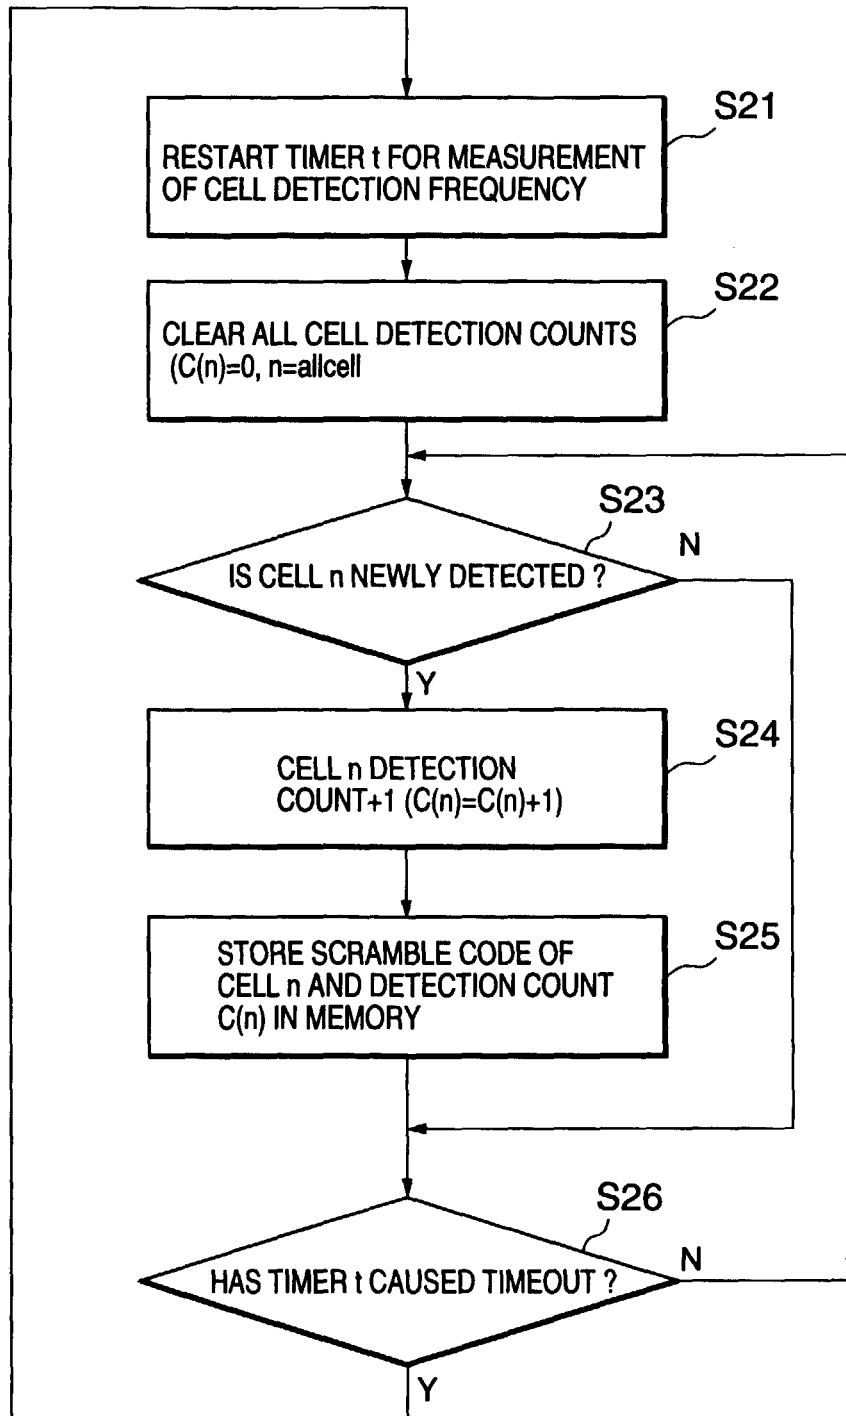 S21
RESTART TIMER t FOR MEASUREMENT
OF CELL DETECTION FREQUENCY
S22
CLEAR ALL CELL DETECTION COUNTS
(C(n)=0, n=allcell
S23
N
IS CELL n NEWLY DETECTED ?
Y
S24
CELL n DETECTION
COUNT+1 (C(n)=C(n)+1)
S25
STORE SCRAMBLE CODE OF
CELL n AND DETECTION COUNT
C(n) IN MEMORY
S26
N
HAS TIMER t CAUSED TIMEOUT ?
Y